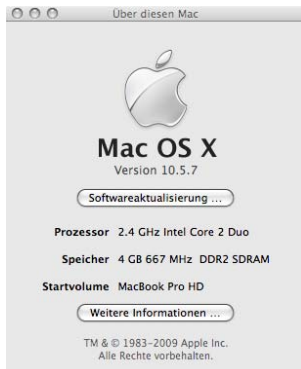 Über diesen Mac
Mac OS X
Version 10.5.7
Softwareaktualisierung ...
Prozessor 2.4 GHz Intel Core 2 Duo
Speicher 4 GB 667 MHz DDR2 SDRAM
Startvolume MacBook Pro HD
Weitere Informationen ...
TM & © 1983-2009 Apple Inc.
Alle Rechte vorbehalten.